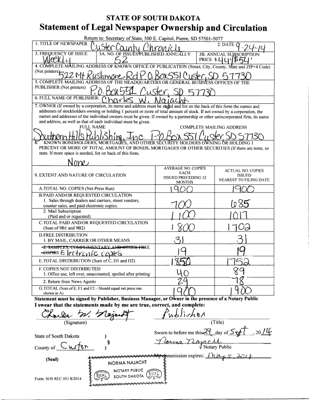 STATE OF SOUTH DAKOTA
Statement of Legal Newspaper Ownership and Circulation
Return to: Secretary of State, 500 E. Capitol, Pierre, SD 57501-5077
1. TITLE OF NEWSPAPER Custer County Chronicle 2. DATE 9-24-14
3. FREQUENCY OF ISSUE Weekly 3A. NO. OF ISSUES PUBLISHED ANNUALLY 52 3B. ANNUAL SUBSCRIPTION PRICE
4. COMPLETE MAILING ADDRESS OF KNOWN OFFICE OF PUBLICATION (Street, City, County, State and ZIP+4 Code)
(Not printers) 522 Mt Rushmore Rd P.O. Box 551 Custer, SD 57730
5. COMPLETE MAILING ADDRESS OF THE HEADQUARTERS OR GENERAL BUSINESS OFFICES OF THE
PUBLISHER (Not printers) P.O. Box 551 Custer, SD 57730
6. FULL NAME OF PUBLISHER: Charles W. Najacht
7. OWNER (if owned by a corporation, its name and address must be stated and list on the back of this form the names and
addresses of stockholders owning or holding 1 percent or more of total amount of stock. If not owned by a corporation, the
names and addresses of the individual owners must be given. If owned by a partnership or other unincorporated firm, its name
and address, as well as that of each individual must be given.
FULL NAME COMPLETE MAILING ADDRESS
Southern Hills Publishing, Inc. P.O. Box 551 Custer SD 57730
8. KNOWN BONDHOLDERS, MORTGAGEES, AND OTHER SECURITY HOLDERS OWNING OR HOLDING 1
PERCENT OR MORE OF TOTAL AMOUNT OF BONDS, MORTGAGES OR OTHER SECURITIES (If there are none, so
state. If more space is needed, list on back of this form.
None
9. EXTENT AND NATURE OF CIRCULATION
AVERAGE NO. COPIES
EACH
ISSUED PRECEDING 12
MONTHS
ACTUAL NO. COPIES
ISSUED
NEAREST TO FILING DATE
A TOTAL NO. COPIES (Net Press Run) 1900 1900
B.PAID AND/OR REQUESTED CIRCULATION
1. Sales through dealers and carriers, street vendors,
counter sales, and paid electronic copies. 700 685
2. Mail Subscription
(Paid and/or requested) 1100 1017
C.TOTAL PAID AND/OR REQUESTED CIRCULATION
(Sum of 9B1 and 9B2) 1800 1702
D.FREE DISTRIBUTION
1. BY MAIL, CARRIER OR OTHER MEANS 31 31
2. SAMPLES, COMPLIMENTARY AND OTHER FREE
COPIES Electronic copies 19 19
E.TOTAL DISTRIBUTION (Sum of C, D1 and D2) 1850 1752
F.COPIES NOT DISTRIBUTED
1. Office use, left over, unaccounted, spoiled after printing 40 89
2. Return from News Agents 29 78
G.TOTAL (Sum of E, F1 and F2 - Should equal net press run
shown in A) 1900
Statement must be signed by Publisher, Business Manager, or Owner in the presence of a Notary Public
I swear that the statements made by me are true, correct, and complete:
Charles W. Najacht Publisher
(Signature) (Title)
State of South Dakota ) Sworn to before me this 29 day of Sept, 2014
§ Norma Najacht
County of Custer ) Notary Public
(Seal)
NORMA NAJACHT
NOTARY PUBLIC
SOUTH DAKOTA
SEAL
Form: SOS REC 051 8/2014